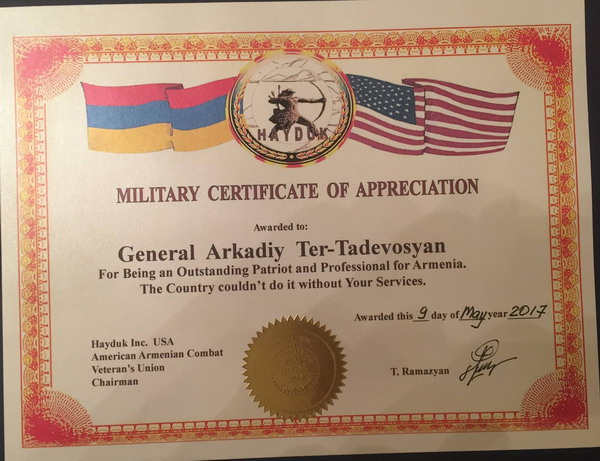 HAYDUK
MILITARY CERTIFICATE OF APPRECIATION
Awarded to:
General Arkadiy Ter-Tadevosyan
For Being an Outstanding Patriot and Professional for Armenia.
The Country couldn't do it without Your Services.
Awarded this 9 day of May year 2017
Hayduk Inc. USA
American Armenian Combat
Veteran's Union
Chairman
T. Ramazyan